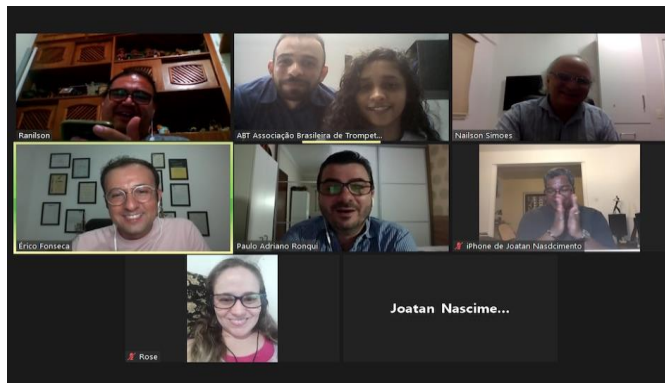 Ranilson
ABT Associação Brasileira de Trompet...
Nailson Simoes
Érico Fonseca
Paulo Adriano Ronqui
iPhone de Joatan Nasdcimento
Rose
Joatan Nascime...